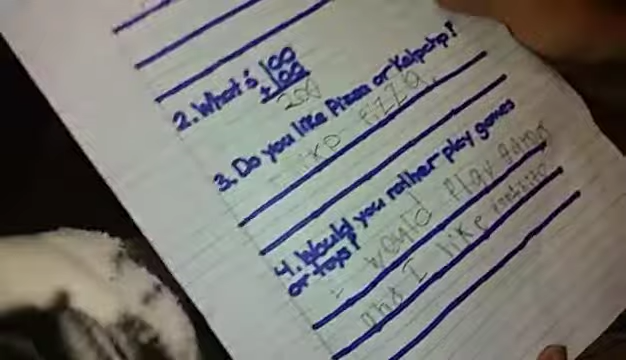 2. What's 100
+ 100
200
3. Do you like Pizza or Ketchp?
like Pizza.
4. Would you rather play games
or toys?
I would Play games
and I like